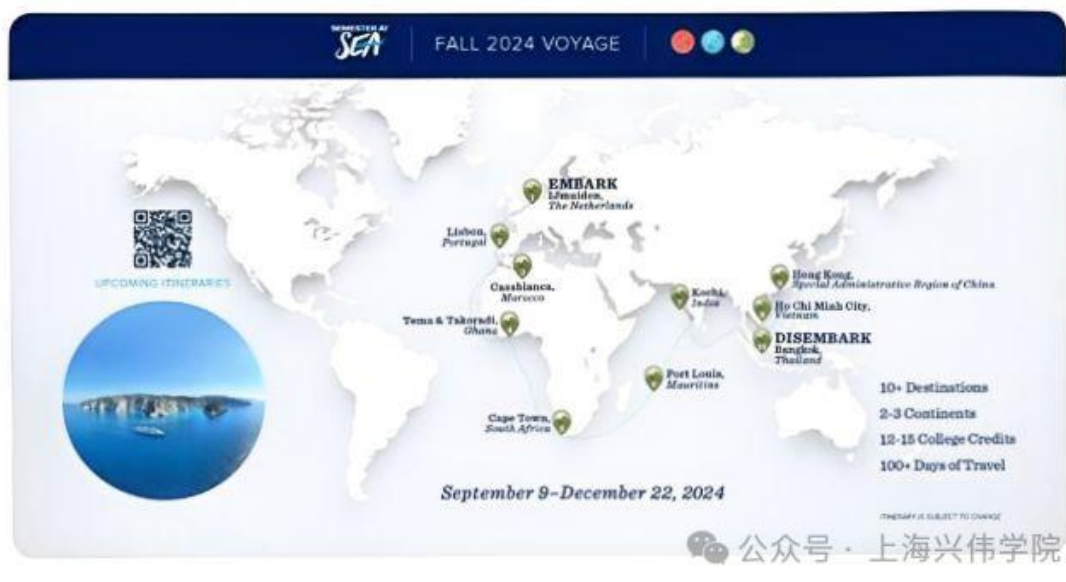 SEMESTER AT
SEA
FALL 2024 VOYAGE
EMBARK
IJmuiden,
The Netherlands
Lisbon,
Portugal
Casablanca,
Morocco
Tema & Takoradi,
Ghana
Cape Town,
South Africa
Port Louis,
Mauritius
Kochi,
India
Hong Kong,
Special Administrative Region of China
Ho Chi Minh City,
Vietnam
DISEMBARK
Bangkok,
Thailand
UPCOMING ITINERARIES
10+ Destinations
2-3 Continents
12-15 College Credits
100+ Days of Travel
September 9–December 22, 2024
ITINERARY IS SUBJECT TO CHANGE
公众号 · 上海兴伟学院